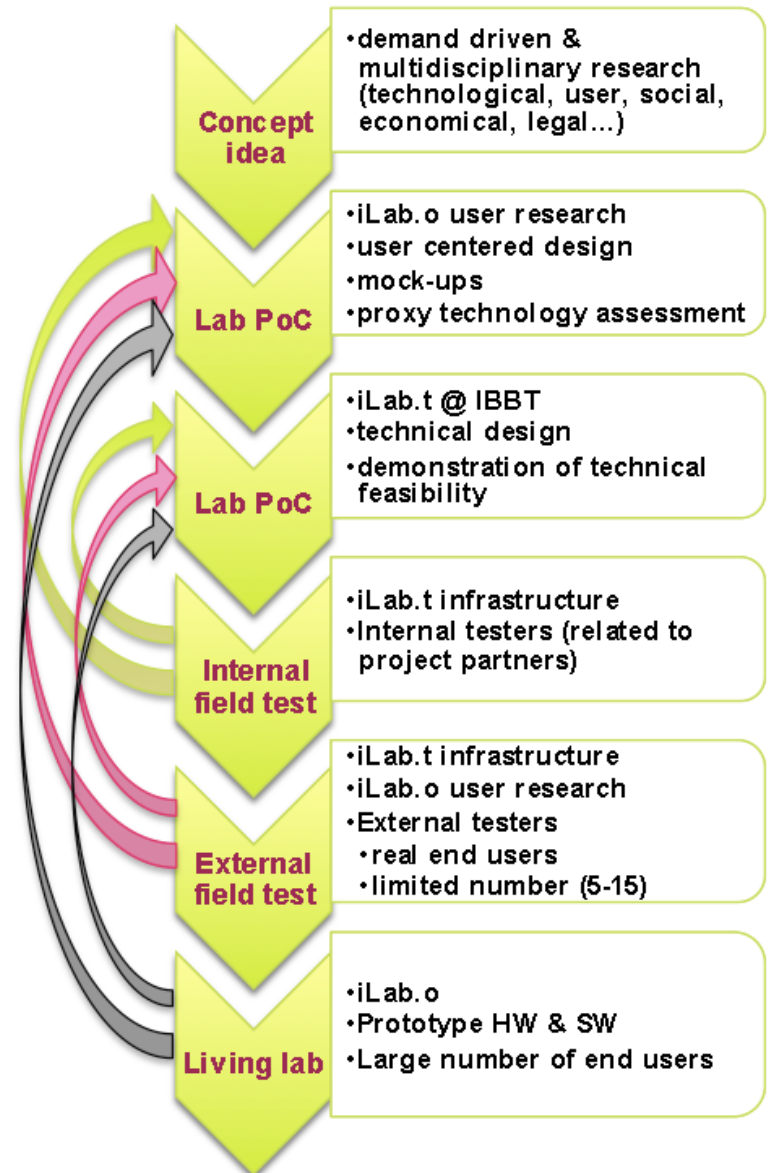 Concept
idea
•demand driven &
multidisciplinary research
(technological, user, social,
economical, legal...)
Lab PoC
•iLab.o user research
•user centered design
•mock-ups
•proxy technology assessment
Lab PoC
•iLab.t @ IBBT
•technical design
•demonstration of technical
feasibility
Internal
field test
•iLab.t infrastructure
•Internal testers (related to
project partners)
External
field test
•iLab.t infrastructure
•iLab.o user research
•External testers
•real end users
•limited number (5-15)
Living lab
•iLab.o
•Prototype HW & SW
•Large number of end users